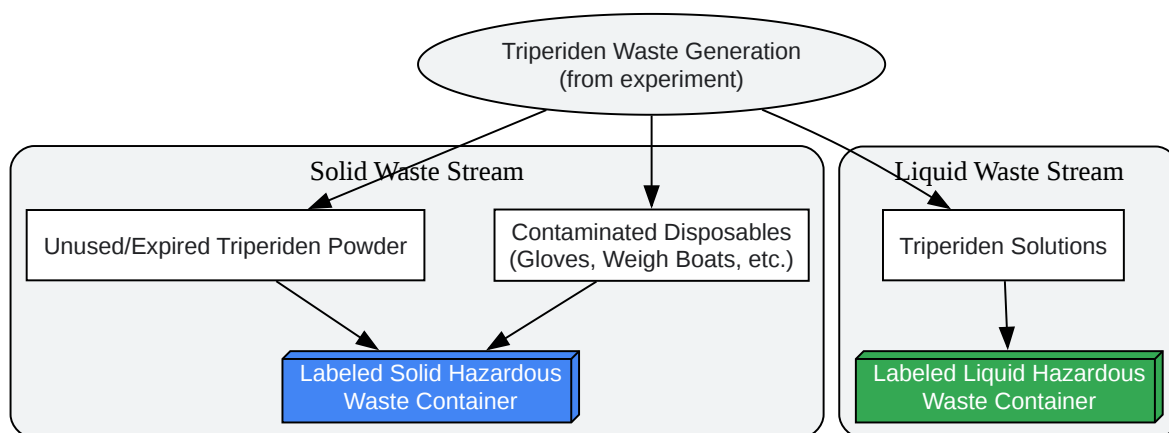 Triperiden Waste Generation
(from experiment)
Solid Waste Stream
Liquid Waste Stream
Unused/Expired Triperiden Powder
Contaminated Disposables
(Gloves, Weigh Boats, etc.)
Triperiden Solutions
Labeled Solid Hazardous
Waste Container
Labeled Liquid Hazardous
Waste Container